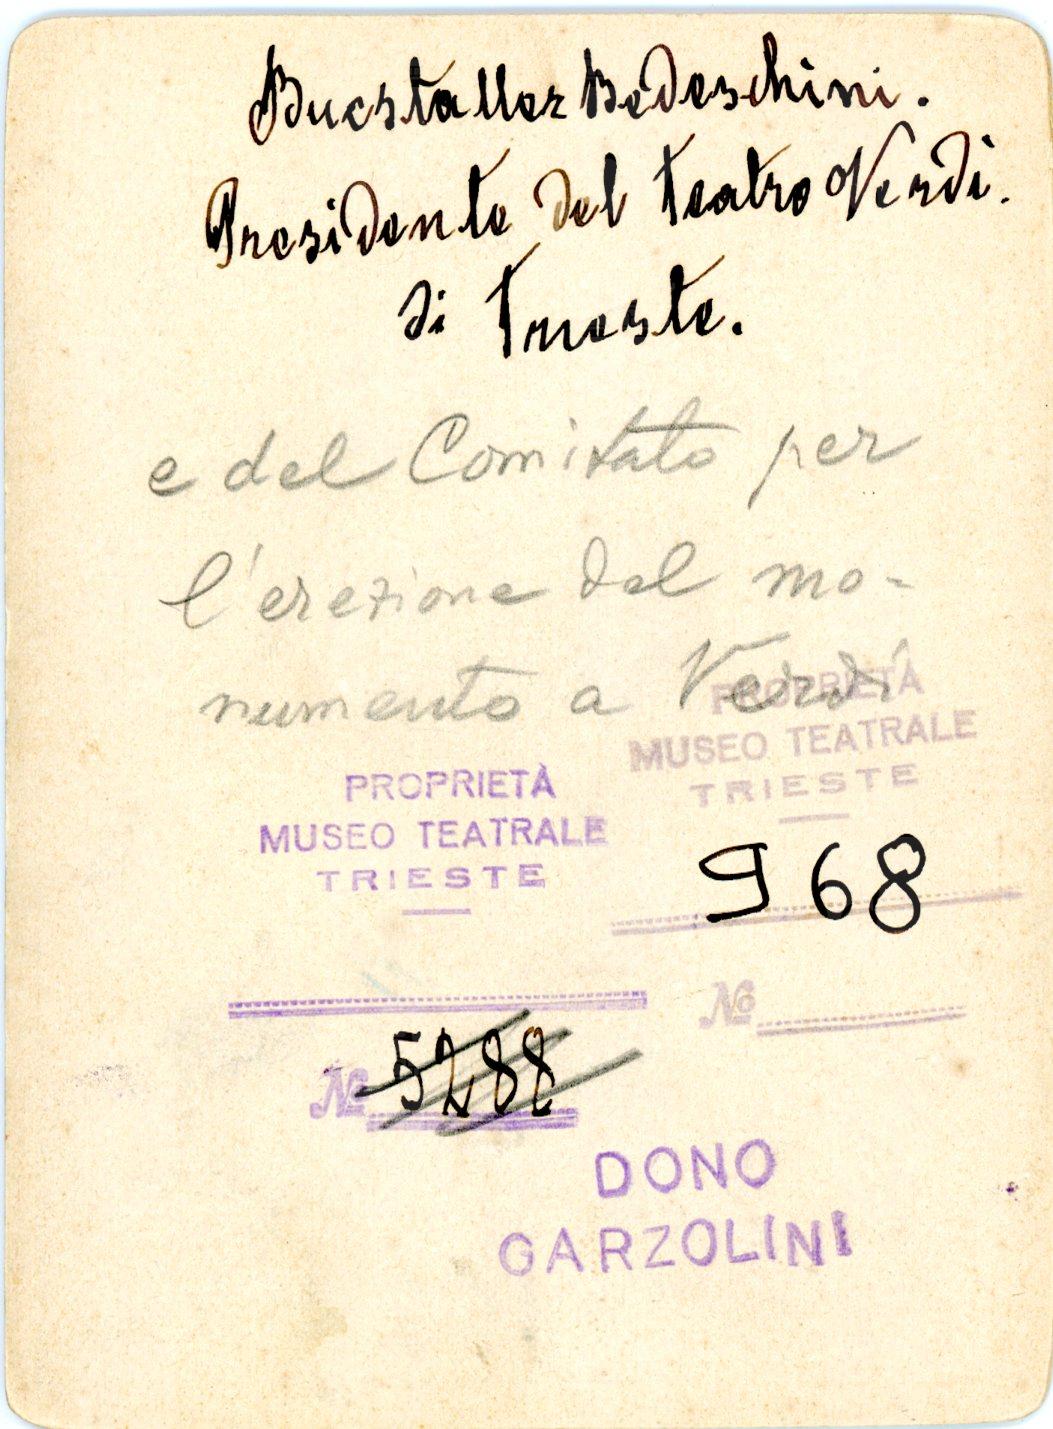 Bucstaller Bedeschini.
Presidente del teatro Verdi.
di Trieste.
e del Comitato per
l'erezione del mo-
numento a Verdi
PROPRIETÀ
MUSEO TEATRALE
TRIESTE
PROPRIETÀ
MUSEO TEATRALE
TRIESTE
968
No
No 5288
DONO
GARZOLINI